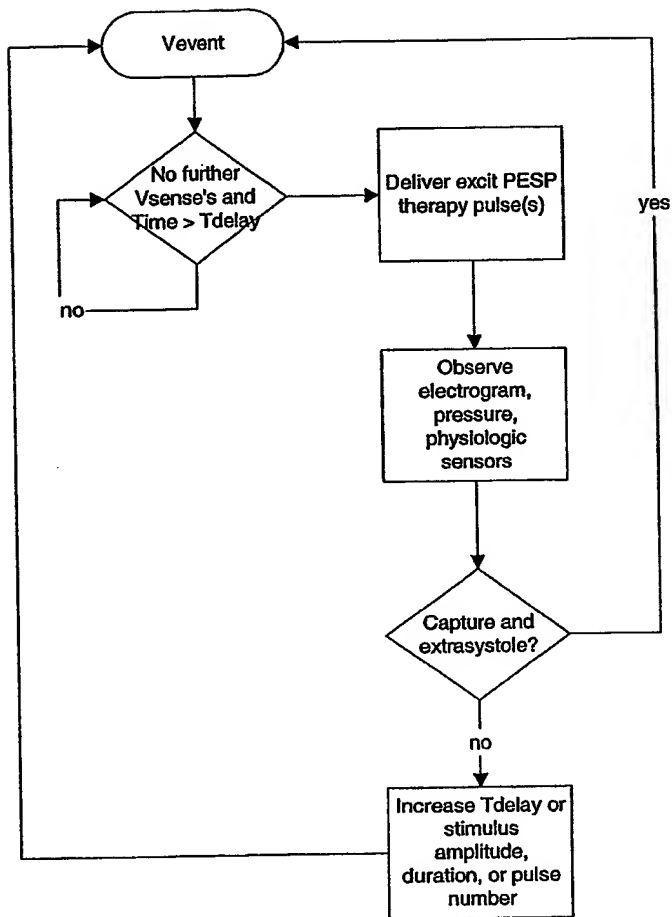 Vevent
No further
Vsense's and
Time > Tdelay
no
Deliver excit PESP
therapy pulse(s)
yes
Observe
electrogram,
pressure,
physiologic
sensors
Capture and
extrasystole?
no
Increase Tdelay or
stimulus
amplitude,
duration, or pulse
number